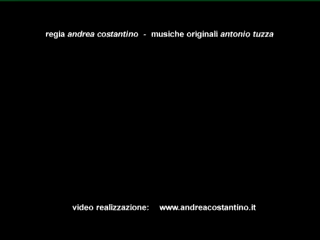 regia andrea costantino - musiche originali antonio tuzza
video realizzazione: www.andreacostantino.it